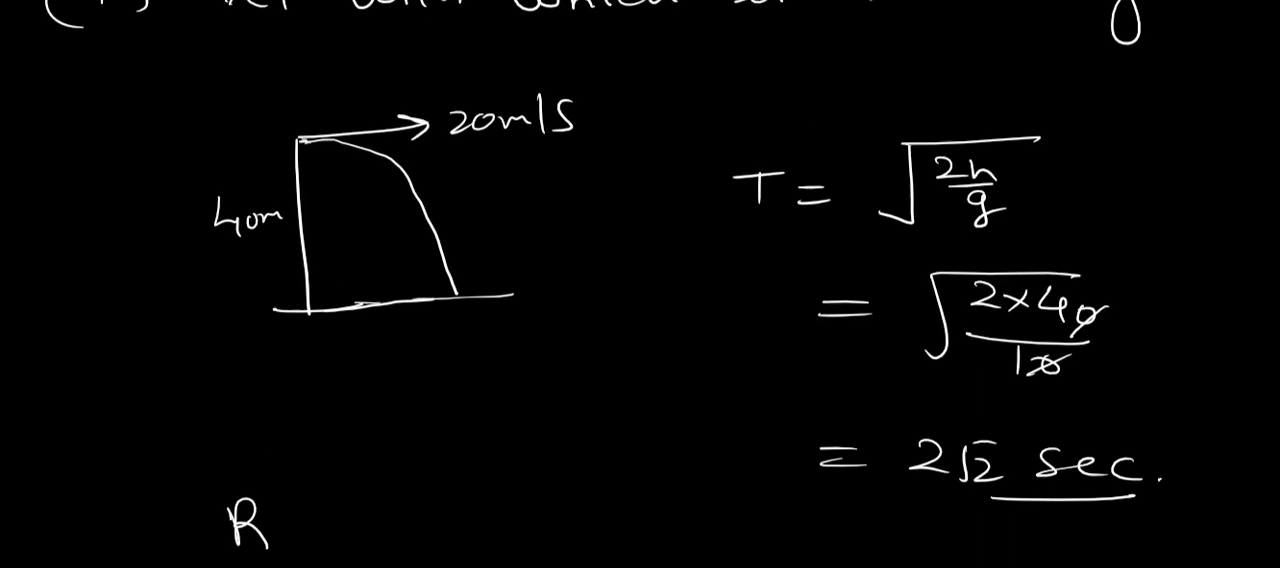 20m/s
40m
T = √(2h/g)
= √(2×40/10)
= 2√2 sec.
R